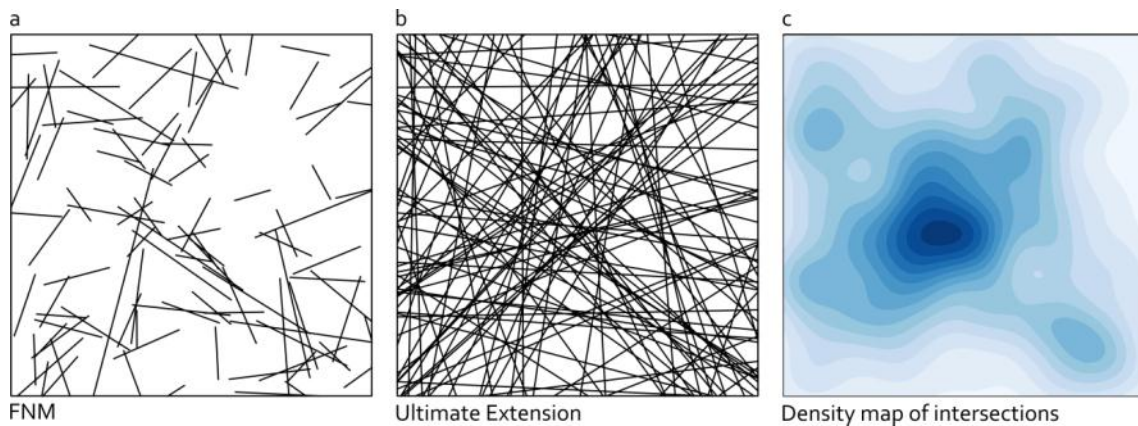 a
b
c
FNM
Ultimate Extension
Density map of intersections